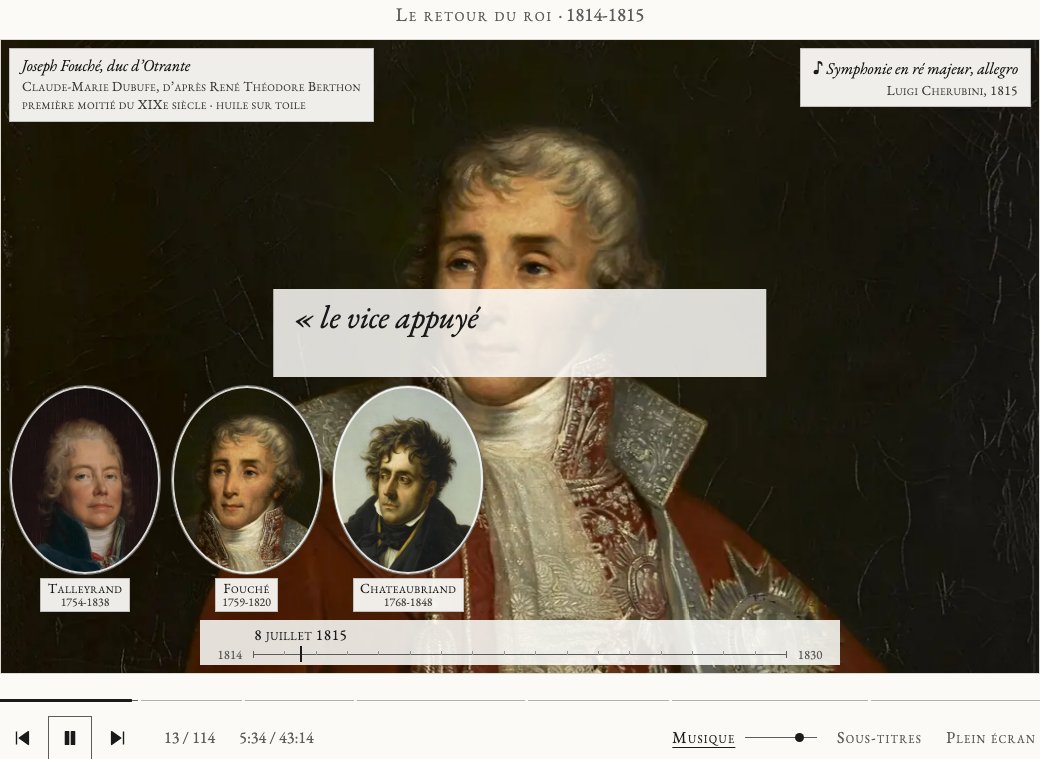 Le retour du roi · 1814-1815
Joseph Fouché, duc d’Otrante
Claude-Marie Dubufe, d’après René Théodore Berthon
première moitié du XIXe siècle · huile sur toile
♪ Symphonie en ré majeur, allegro
Luigi Cherubini, 1815
« le vice appuyé
Talleyrand
1754-1838
Fouché
1759-1820
Chateaubriand
1768-1848
8 juillet 1815
1814
1830
13 / 114
5:34 / 43:14
Musique
Sous-titres
Plein écran